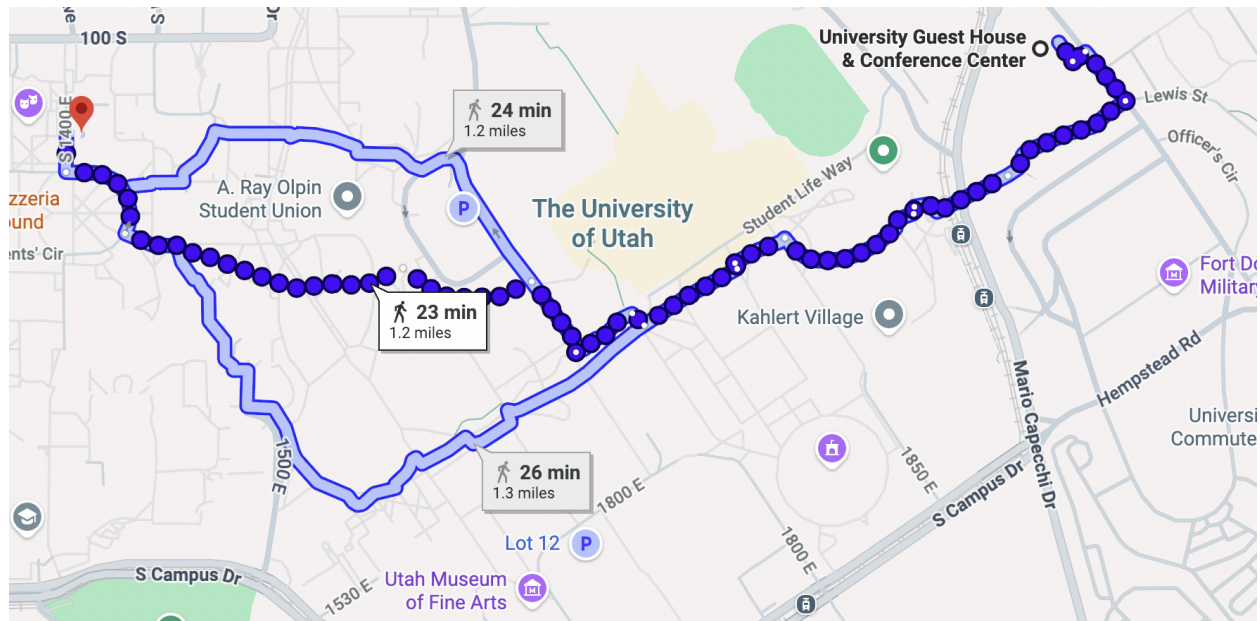 100 S
S 1400 E
24 min
1.2 miles
University Guest House
& Conference Center
Lewis St
Officer's Cir
A. Ray Olpin
Student Union
P
The University
of Utah
Student Life Way
zzeria
ound
ents' Cir
23 min
1.2 miles
Kahlert Village
Fort Do
Military
Mario Capecchi Dr
Hempstead Rd
Universi
Commute
1500 E
26 min
1.3 miles
1800 E
1850 E
S Campus Dr
Lot 12
P
1800 E
S Campus Dr
1530 E
Utah Museum
of Fine Arts